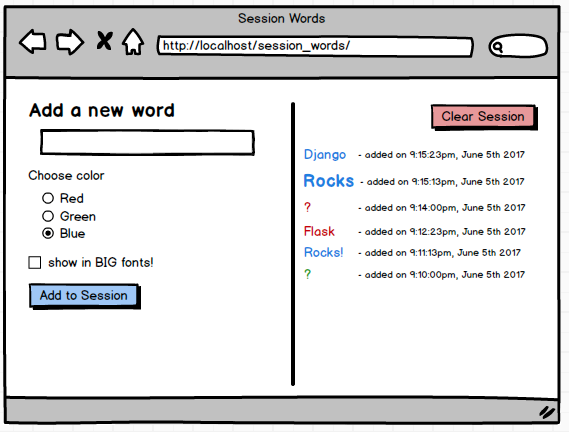 Session Words
http://localhost/session_words/
Add a new word
Choose color
Red
Green
Blue
show in BIG fonts!
Add to Session
Clear Session
Django - added on 9:15:23pm, June 5th 2017
Rocks - added on 9:15:13pm, June 5th 2017
? - added on 9:14:00pm, June 5th 2017
Flask - added on 9:12:23pm, June 5th 2017
Rocks! - added on 9:11:13pm, June 5th 2017
? - added on 9:10:00pm, June 5th 2017